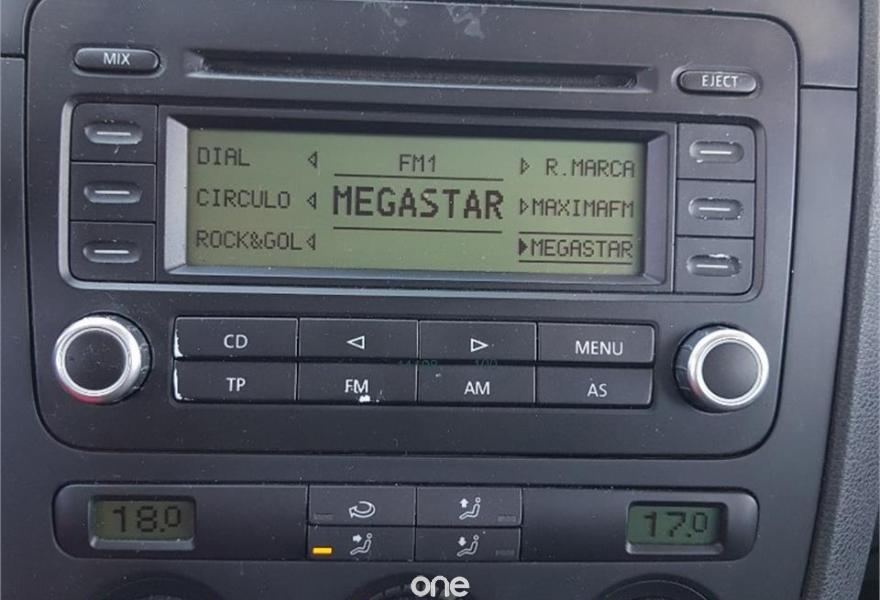 MIX
EJECT
DIAL FM1 R.MARCA
CIRCULO MEGASTAR MAXIMAFM
ROCK&GOL MEGASTAR
CD MENU
TP FM AM AS
18.0 17.0
one